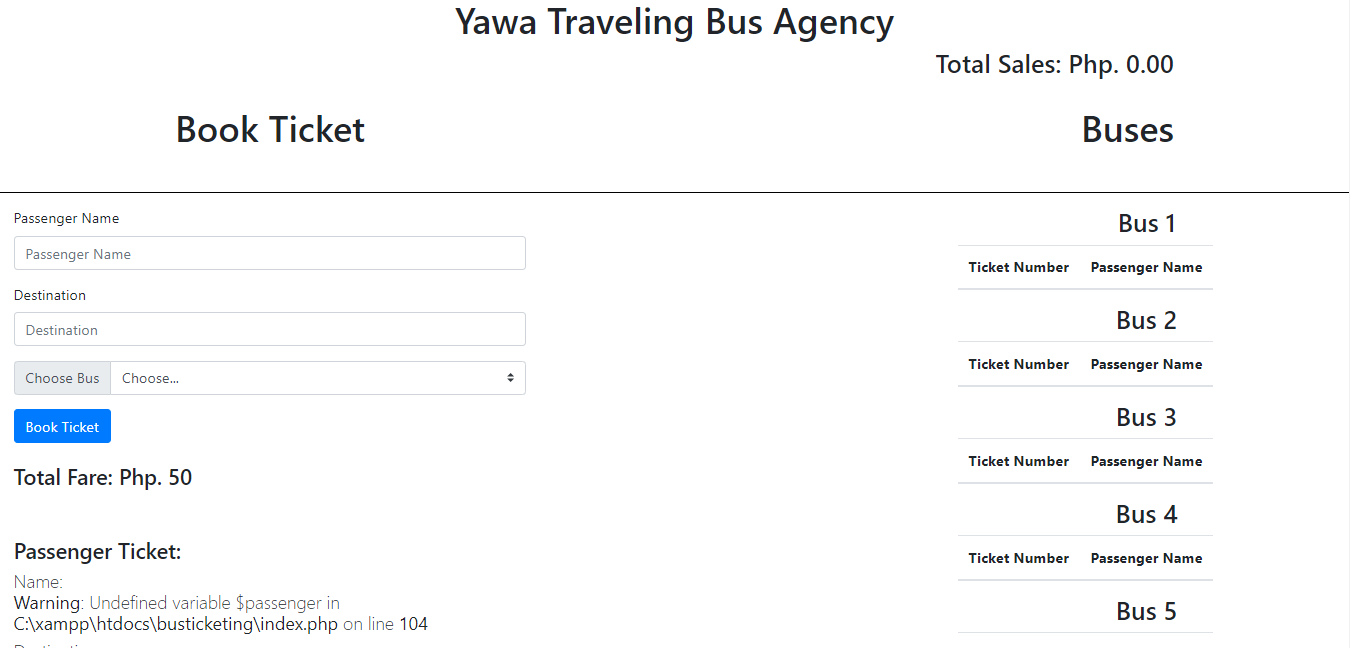 Yawa Traveling Bus Agency
Total Sales: Php. 0.00
Book Ticket
Buses
Passenger Name
Passenger Name
Destination
Destination
Choose Bus Choose...
Book Ticket
Total Fare: Php. 50
Passenger Ticket:
Name:
Warning: Undefined variable $passenger in
C:\xampp\htdocs\busticketing\index.php on line 104
Bus 1
Ticket Number Passenger Name
Bus 2
Ticket Number Passenger Name
Bus 3
Ticket Number Passenger Name
Bus 4
Ticket Number Passenger Name
Bus 5